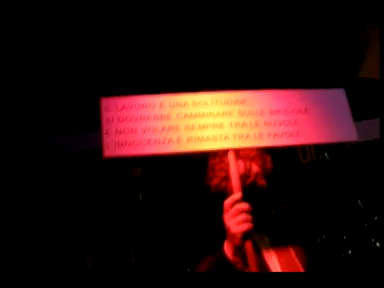 IL LAVORO È UNA SOLITUDINE
SI DOVREBBE CAMMINARE SULLE BRICIOLE
E NON VOLARE SEMPRE TRA LE NUVOLE
L'INNOCENZA È RIMASTA TRA LE FAVOLE